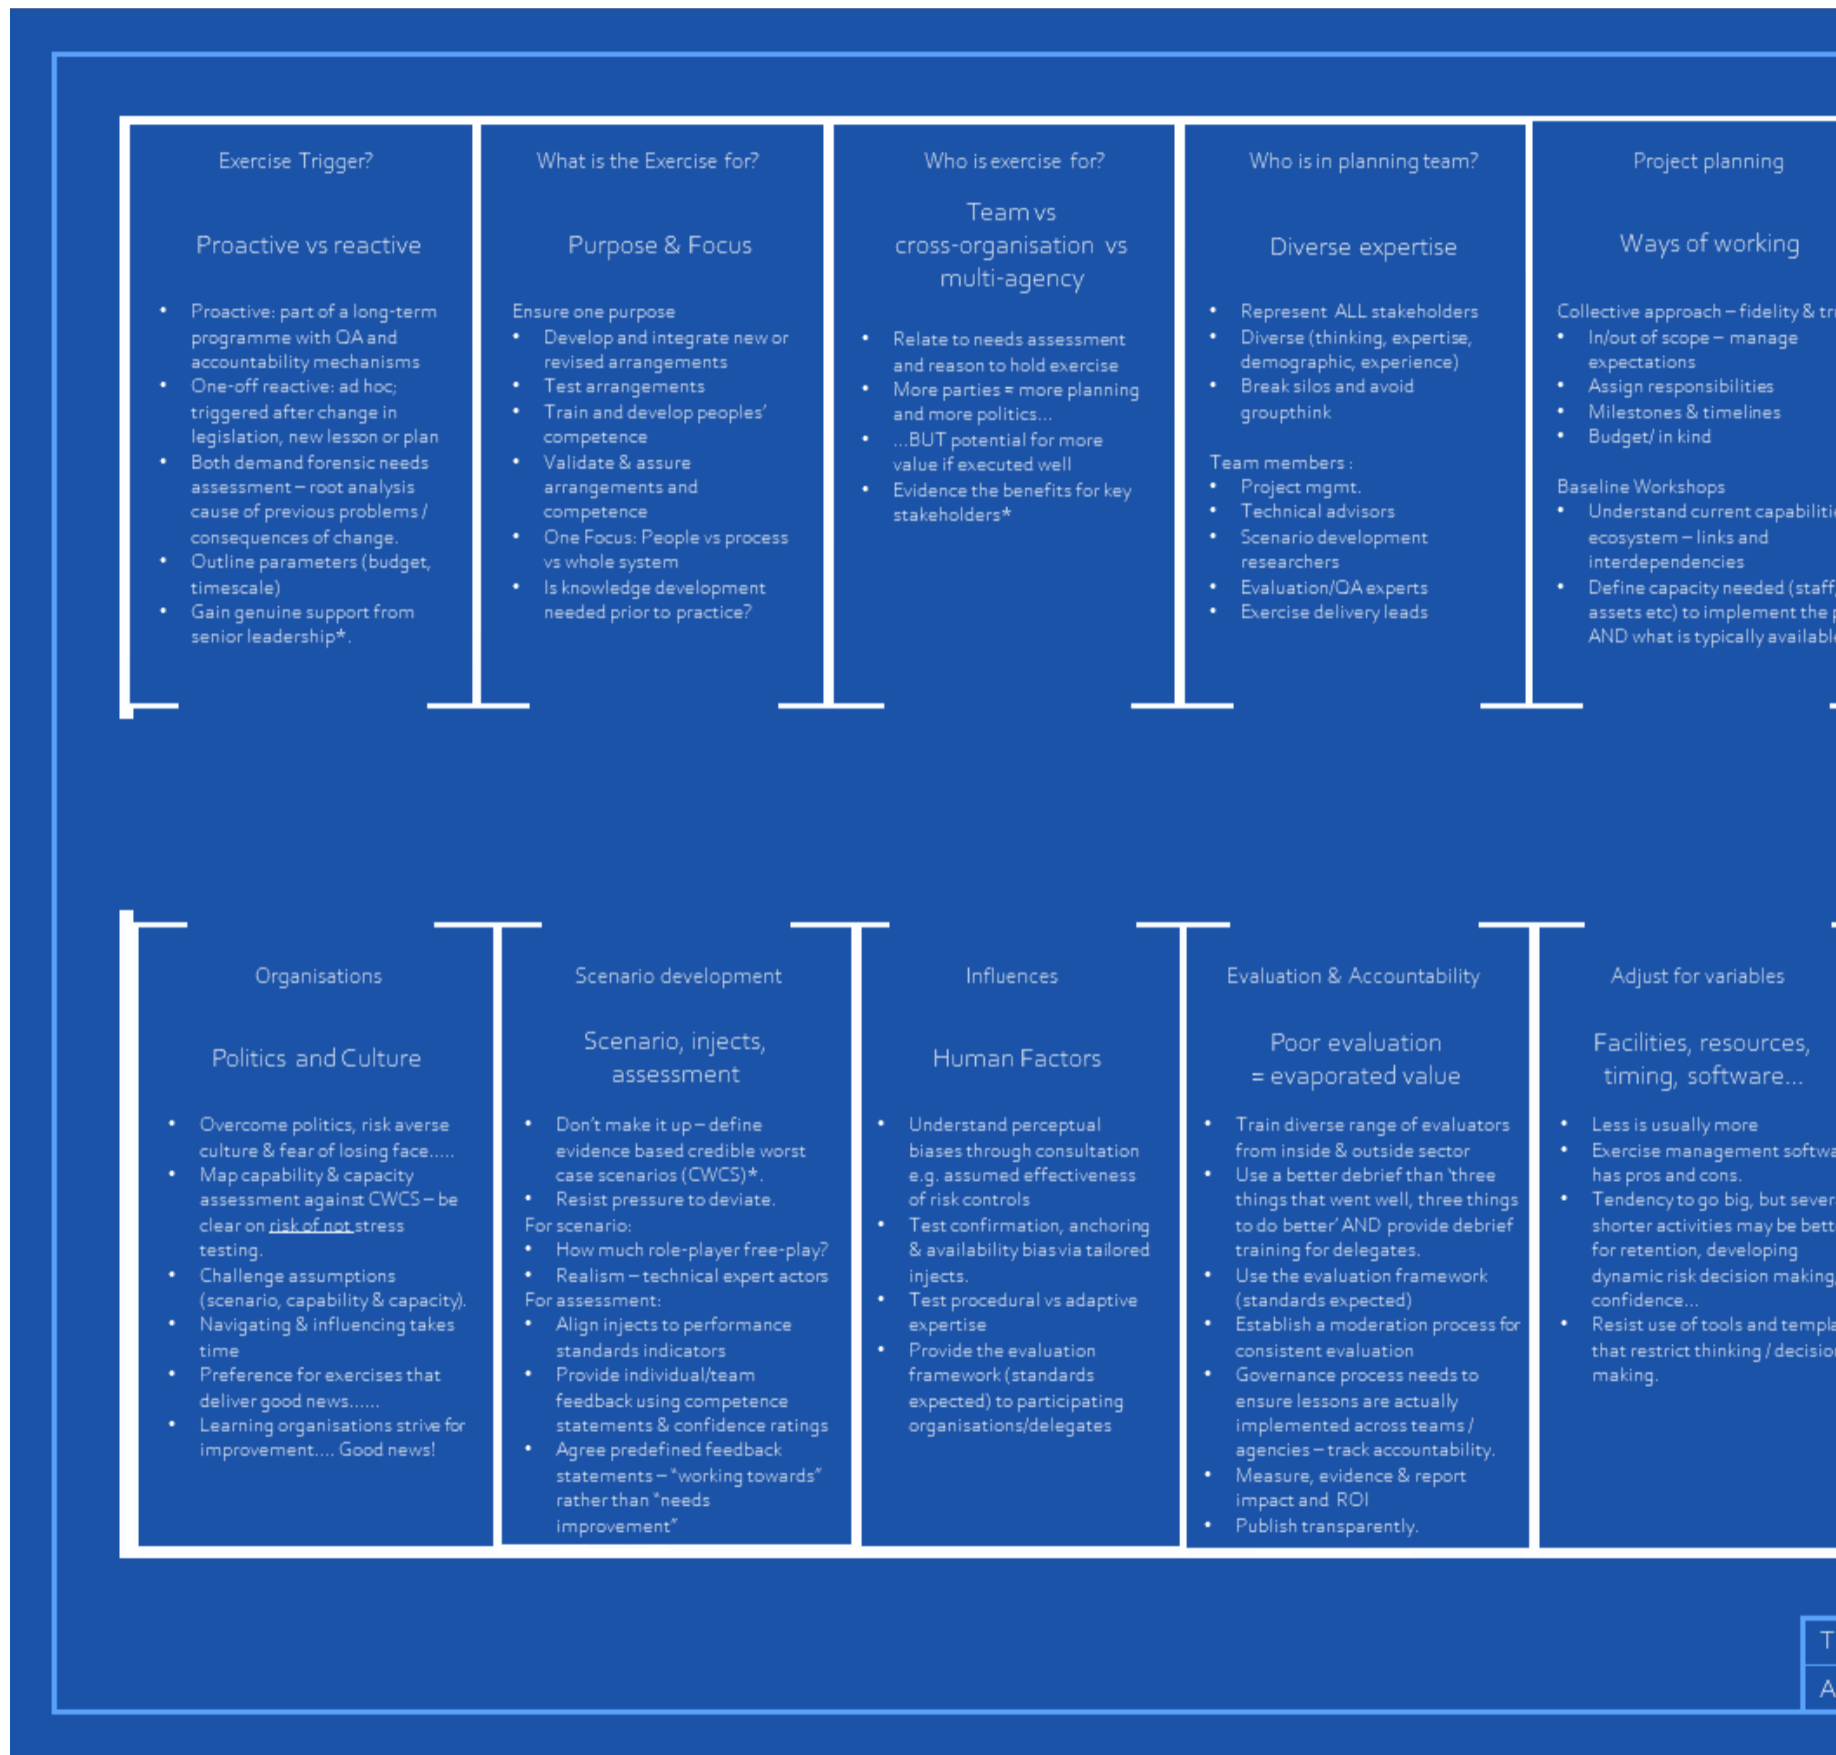 Exercise Trigger?
Proactive vs reactive
• Proactive: part of a long-term
programme with QA and
accountability mechanisms
• One-off reactive: ad hoc;
triggered after change in
legislation, new lesson or plan
• Both demand forensic needs
assessment – root analysis
cause of previous problems /
consequences of change.
• Outline parameters (budget,
timescale)
• Gain genuine support from
senior leadership*.
What is the Exercise for?
Purpose & Focus
Ensure one purpose
• Develop and integrate new or
revised arrangements
• Test arrangements
• Train and develop peoples’
competence
• Validate & assure
arrangements and
competence
• One Focus: People vs process
vs whole system
• Is knowledge development
needed prior to practice?
Who is exercise for?
Team vs
cross-organisation vs
multi-agency
• Relate to needs assessment
and reason to hold exercise
• More parties = more planning
and more politics…
• …BUT potential for more
value if executed well
• Evidence the benefits for key
stakeholders*
Who is in planning team?
Diverse expertise
• Represent ALL stakeholders
• Diverse (thinking, expertise,
demographic, experience)
• Break silos and avoid
groupthink
Team members :
• Project mgmt.
• Technical advisors
• Scenario development
researchers
• Evaluation/QA experts
• Exercise delivery leads
Project planning
Ways of working
Collective approach – fidelity &
• In/out of scope – manage
expectations
• Assign responsibilities
• Milestones & timelines
• Budget/ in kind
Baseline Workshops
• Understand current
ecosystem – links and
interdependencies
• Define capacity needed (staff,
assets etc) to implement the
AND what is typically
Organisations
Politics and Culture
• Overcome politics, risk averse
culture & fear of losing face.....
• Map capability & capacity
assessment against CWCS – be
clear on risk of not stress
testing.
• Challenge assumptions
(scenario, capability & capacity).
• Navigating & influencing takes
time
• Preference for exercises that
deliver good news......
• Learning organisations strive for
improvement.... Good news!
Scenario development
Scenario, injects,
assessment
• Don’t make it up – define
evidence based credible worst
case scenarios (CWCS)*.
• Resist pressure to deviate.
For scenario:
• How much role-player free-play?
• Realism – technical expert actors
For assessment:
• Align injects to performance
standards indicators
• Provide individual/team
feedback using competence
statements & confidence ratings
• Agree predefined feedback
statements – “working towards”
rather than “needs
improvement”
Influences
Human Factors
• Understand perceptual
biases through consultation
e.g. assumed effectiveness
of risk controls
• Test confirmation, anchoring
& availability bias via tailored
injects.
• Test procedural vs adaptive
expertise
• Provide the evaluation
framework (standards
expected) to participating
organisations/delegates
Evaluation & Accountability
Poor evaluation
= evaporated value
• Train diverse range of evaluators
from inside & outside sector
• Use a better debrief than ‘three
things that went well, three things
to do better’ AND provide debrief
training for delegates.
• Use the evaluation framework
(standards expected)
• Establish a moderation process for
consistent evaluation
• Governance process needs to
ensure lessons are actually
implemented across teams /
agencies – track accountability.
• Measure, evidence & report
impact and ROI
• Publish transparently.
Adjust for variables
Facilities, resources,
timing, software…
• Less is usually more
• Exercise management
has pros and cons.
• Tendency to go big, but
shorter activities may be
for retention, developing
dynamic risk decision making,
confidence…
• Resist use of tools and
that restrict thinking /
making.